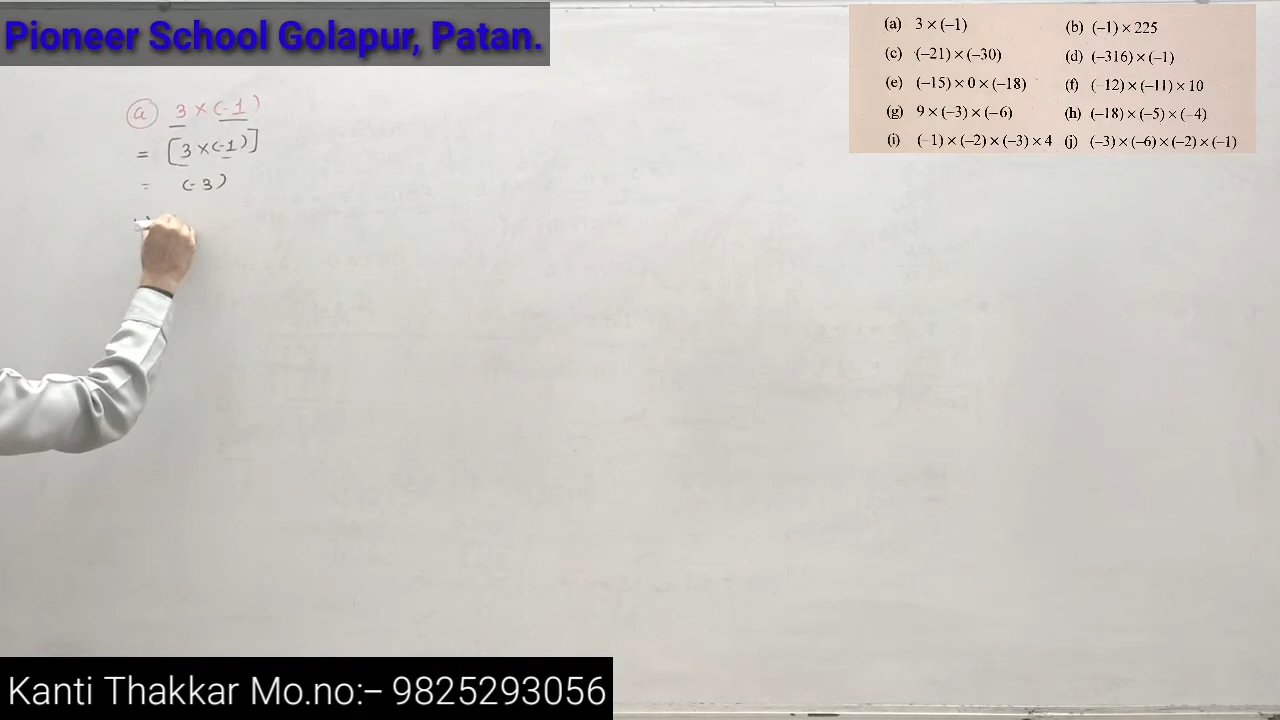 Pioneer School Golapur, Patan.
(a) 3 × (–1) (b) (–1) × 225
(c) (–21) × (–30) (d) (–316) × (–1)
(e) (–15) × 0 × (–18) (f) (–12) × (–11) × 10
(g) 9 × (–3) × (–6) (h) (–18) × (–5) × (–4)
(i) (–1) × (–2) × (–3) × 4 (j) (–3) × (–6) × (–2) × (–1)
(a) 3 × (-1)
= [3 × (-1)]
= (-3)
Kanti Thakkar Mo.no:– 9825293056